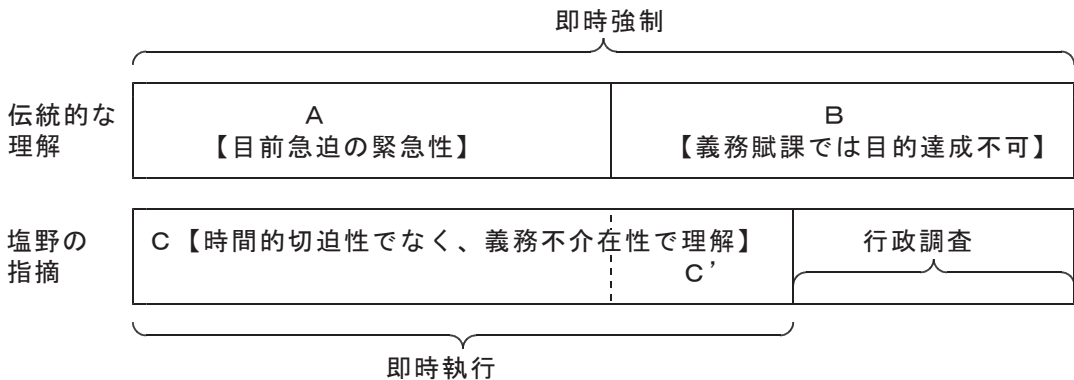 即時強制
伝統的な
理解
A
【目前急迫の緊急性】
B
【義務賦課では目的達成不可】
塩野の
指摘
C【時間的切迫性でなく、義務不介在性で理解】
C’
行政調査
即時執行